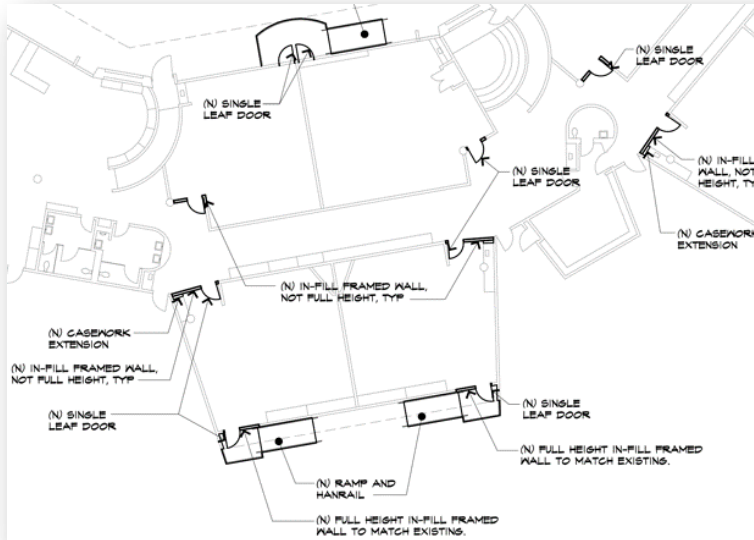 (N) SINGLE
LEAF DOOR
(N) SINGLE
LEAF DOOR
(N) IN-FILL
WALL, NOT
HEIGHT, TY
(N) SINGLE
LEAF DOOR
(N) CASEWORK
EXTENSION
(N) IN-FILL FRAMED WALL,
NOT FULL HEIGHT, TYP
(N) CASEWORK
EXTENSION
(N) IN-FILL FRAMED WALL,
NOT FULL HEIGHT, TYP
(N) SINGLE
LEAF DOOR
(N) SINGLE
LEAF DOOR
(N) FULL HEIGHT IN-FILL FRAMED
WALL TO MATCH EXISTING.
(N) RAMP AND
HANRAIL
(N) FULL HEIGHT IN-FILL FRAMED
WALL TO MATCH EXISTING.